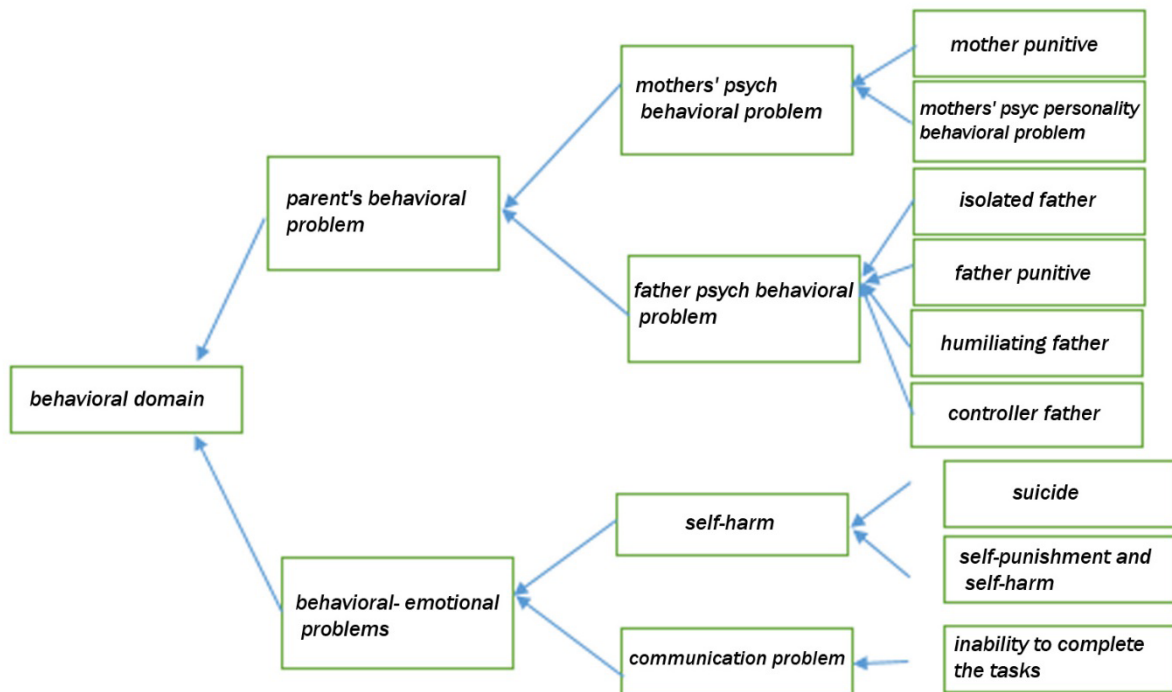 mother punitive
mothers' psych
behavioral problem
mothers' psyc personality
behavioral problem
parent's behavioral
problem
isolated father
father psych behavioral
problem
father punitive
humiliating father
behavioral domain
controller father
suicide
self-harm
self-punishment and
self-harm
behavioral- emotional
problems
communication problem
inability to complete
the tasks